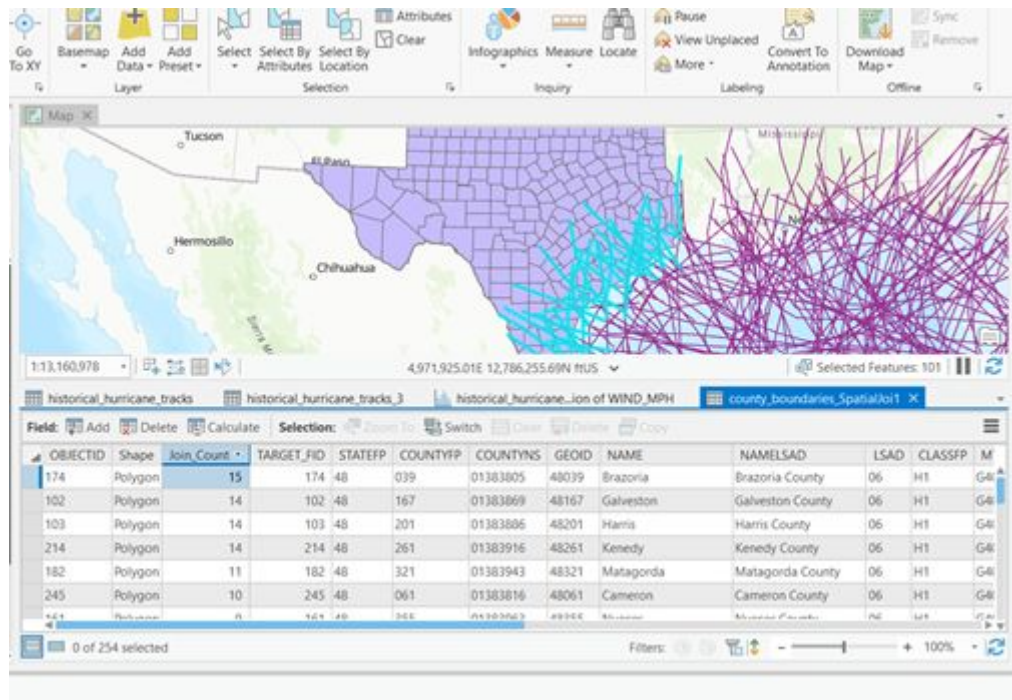 Attributes
Clear
Pause
View Unplaced
More
Sync
Remove
Go To XY
Basemap
Add Data
Add Preset
Select
Select By Attributes
Select By Location
Infographics
Measure
Locate
Convert To Annotation
Download Map
Layer
Selection
Inquiry
Labeling
Offline
Map
Tucson
El Paso
Mississippi
Hermosillo
Chihuahua
1:13,160,978
4,971,925.01E 12,786,255.69N ftUS
Selected Features: 101
historical_hurricane_tracks
historical_hurricane_tracks_3
historical_hurricane...ion of WIND_MPH
county_boundaries_SpatialJoi1
Field: Add Delete Calculate Selection: Zoom To Switch Clear Delete Copy
OBJECTID Shape Join_Count TARGET_FID STATEFP COUNTYFP COUNTYNS GEOID NAME NAMELSAD LSAD CLASSFP M
174 Polygon 15 174 48 039 01383805 48039 Brazoria Brazoria County 06 H1 G4
102 Polygon 14 102 48 167 01383869 48167 Galveston Galveston County 06 H1 G4
103 Polygon 14 103 48 201 01383886 48201 Harris Harris County 06 H1 G4
214 Polygon 14 214 48 261 01383916 48261 Kenedy Kenedy County 06 H1 G4
182 Polygon 11 182 48 321 01383943 48321 Matagorda Matagorda County 06 H1 G4
245 Polygon 10 245 48 061 01383816 48061 Cameron Cameron County 06 H1 G4
0 of 254 selected
Filters:
100%